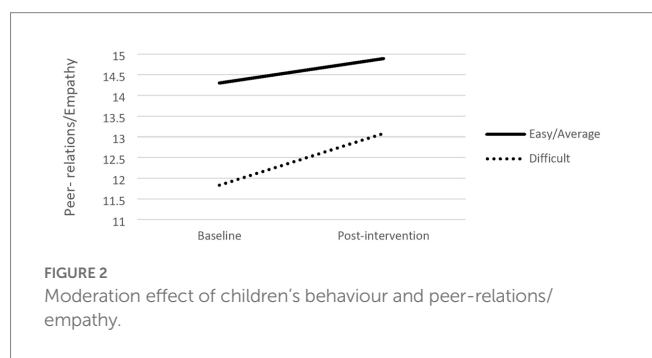 15
14.5
14
13.5
13
12.5
12
11.5
11
Peer- relations/Empathy
Baseline
Post-intervention
Easy/Average
Difficult
FIGURE 2
Moderation effect of children’s behaviour and peer-relations/
empathy.